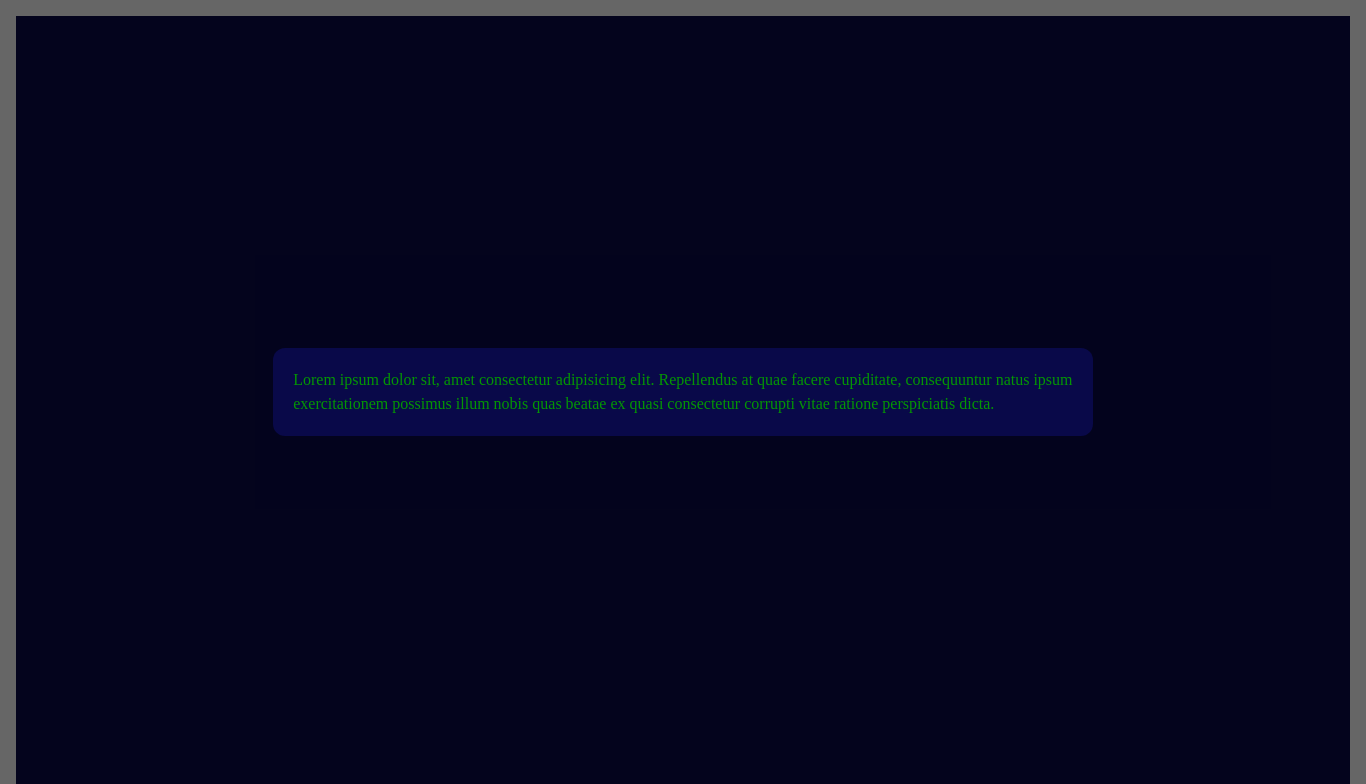 Lorem ipsum dolor sit, amet consectetur adipisicing elit. Repellendus at quae facere cupiditate, consequuntur natus ipsum
exercitationem possimus illum nobis quas beatae ex quasi consectetur corrupti vitae ratione perspiciatis dicta.